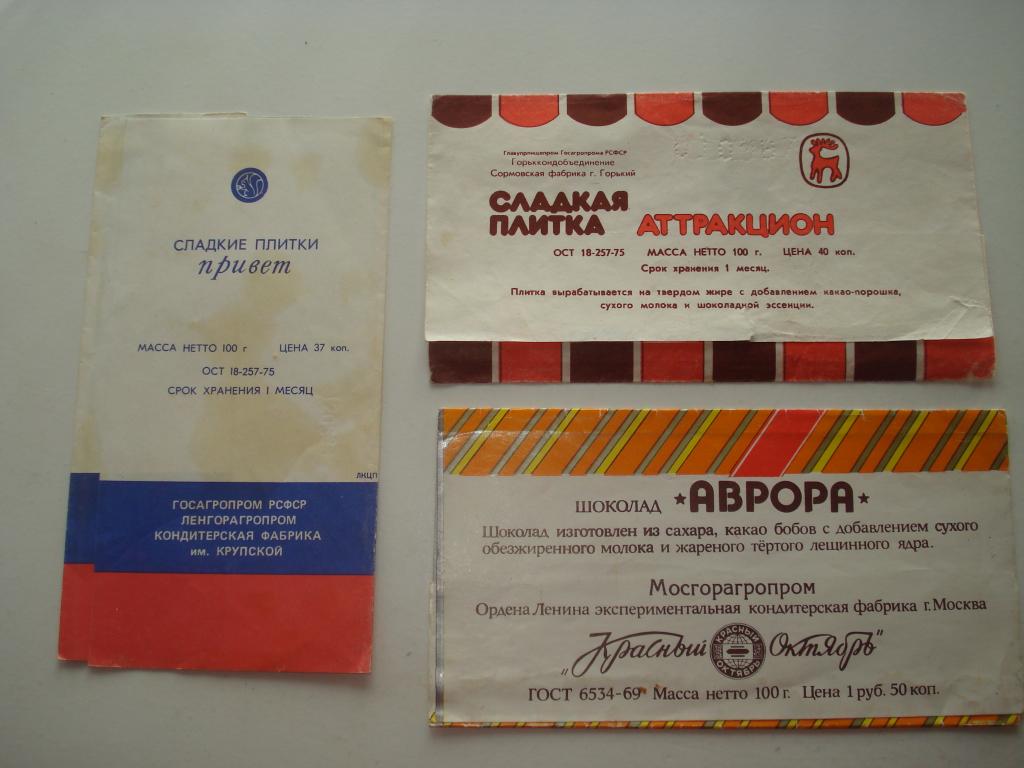 СЛАДКИЕ ПЛИТКИ
привет
МАССА НЕТТО 100 г ЦЕНА 37 коп.
ОСТ 18-257-75
СРОК ХРАНЕНИЯ 1 МЕСЯЦ
ЛКЦП
ГОСАГРОПРОМ РСФСР
ЛЕНГОРАГРОПРОМ
КОНДИТЕРСКАЯ ФАБРИКА
им. КРУПСКОЙ
Главупрпищепром Госагропрома РСФСР
Горьккондобъединение
Сормовская фабрика г. Горький
СЛАДКАЯ
ПЛИТКА АТТРАКЦИОН
ОСТ 18-257-75 МАССА НЕТТО 100 г. ЦЕНА 40 коп.
Срок хранения 1 месяц.
Плитка вырабатывается на твердом жире с добавлением какао-порошка,
сухого молока и шоколадной эссенции.
ШОКОЛАД ★АВРОРА★
Шоколад изготовлен из сахара, какао бобов с добавлением сухого
обезжиренного молока и жареного тёртого лещинного ядра.
Мосгорагропром
Ордена Ленина экспериментальная кондитерская фабрика г. Москва
„Красный КРАСНЫЙ ОКТЯБРЬ Октябрь"
ГОСТ 6534-69 Масса нетто 100 г. Цена 1 руб. 50 коп.